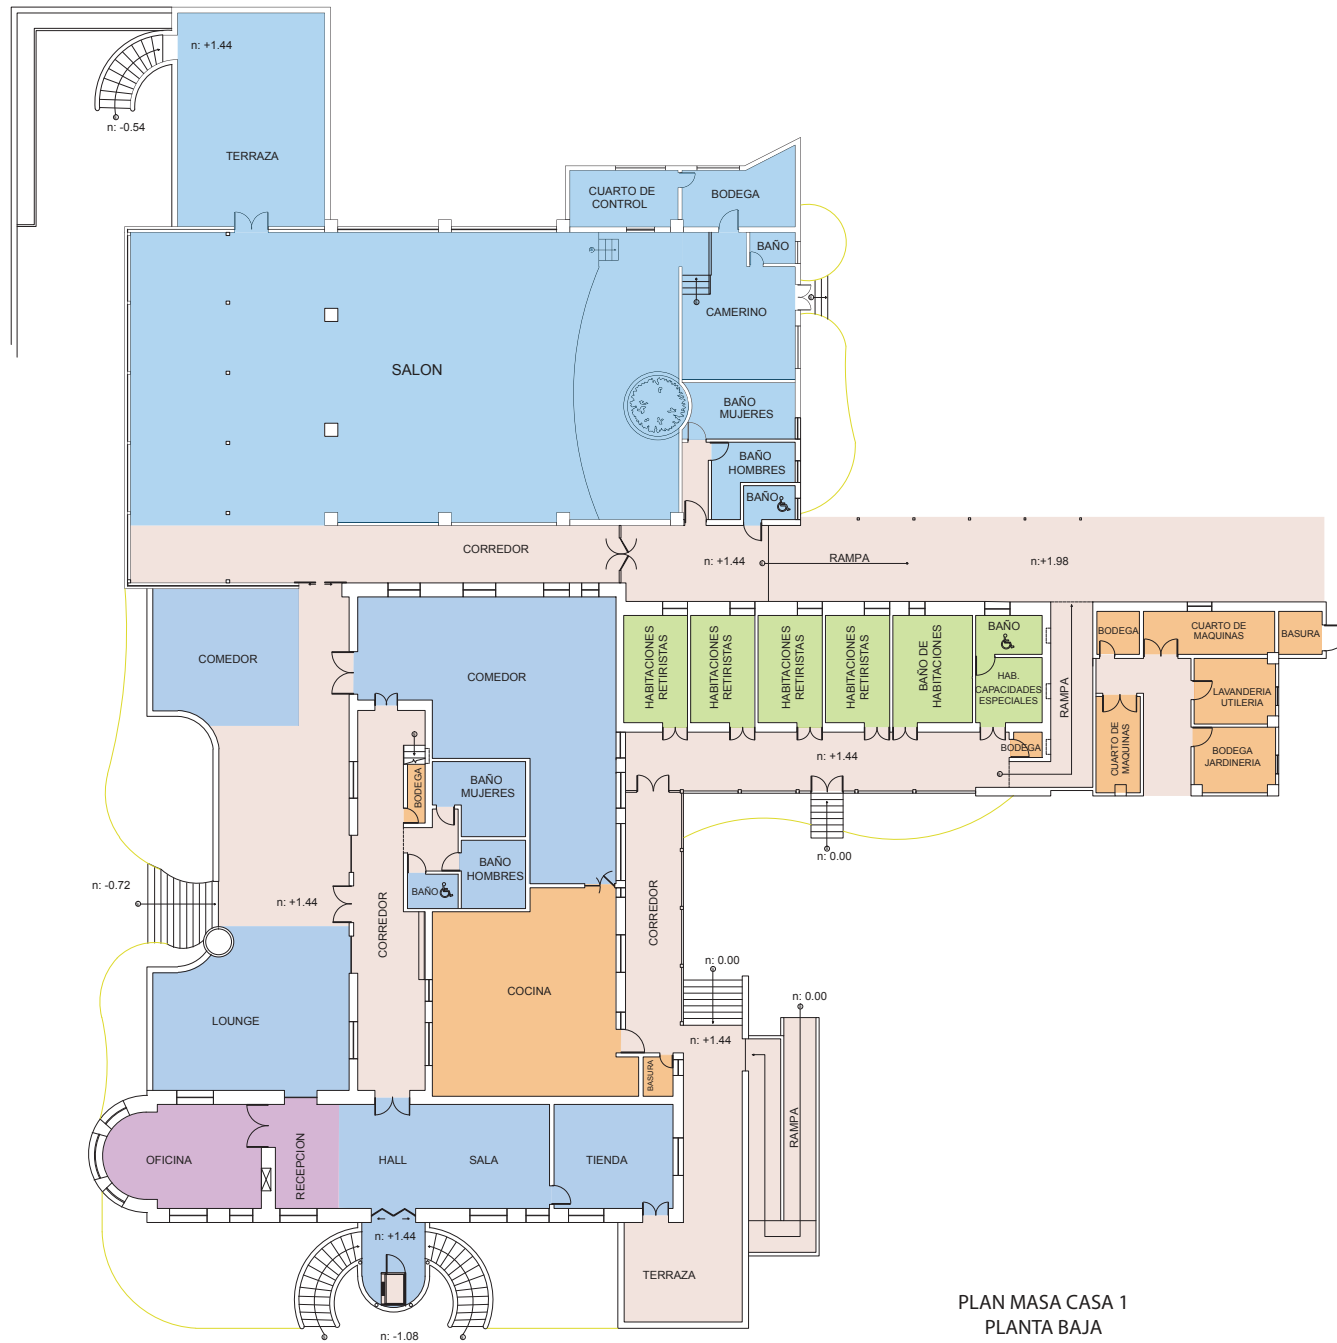 n: +1.44
n: -0.54
TERRAZA
CUARTO DE
CONTROL
BODEGA
BAÑO
CAMERINO
SALON
BAÑO
MUJERES
BAÑO
HOMBRES
BAÑO
CORREDOR
n: +1.44
RAMPA
n:+1.98
COMEDOR
COMEDOR
HABITACIONES
RETIRISTAS
HABITACIONES
RETIRISTAS
HABITACIONES
RETIRISTAS
HABITACIONES
RETIRISTAS
BAÑO DE
HABITACIONES
BAÑO
HAB.
CAPACIDADES
ESPECIALES
RAMPA
BODEGA
CUARTO DE
MAQUINAS
BASURA
LAVANDERIA
UTILERIA
CUARTO DE
MAQUINAS
BODEGA
JARDINERIA
BODEGA
n: +1.44
n: 0.00
BODEGA
BAÑO
MUJERES
BAÑO
HOMBRES
BAÑO
n: -0.72
n: +1.44
CORREDOR
CORREDOR
COCINA
LOUNGE
n: 0.00
n: 0.00
n: +1.44
BASURA
RAMPA
OFICINA
RECEPCION
HALL
SALA
TIENDA
n: +1.44
TERRAZA
n: -1.08
PLAN MASA CASA 1
PLANTA BAJA